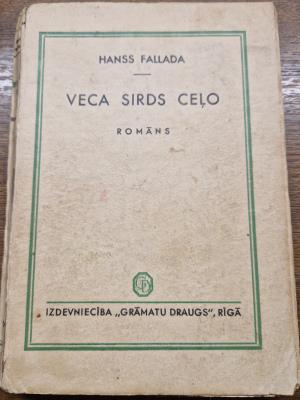 HANSS FALLADA
VECA SIRDS CEĻO
ROMĀNS
IZDEVNIECĪBA „GRĀMATU DRAUGS", RĪGĀ